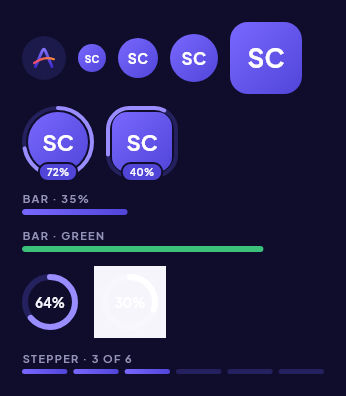 SC
SC
SC
SC
SC
SC
72%
40%
BAR · 35%
BAR · GREEN
64%
30%
STEPPER · 3 OF 6